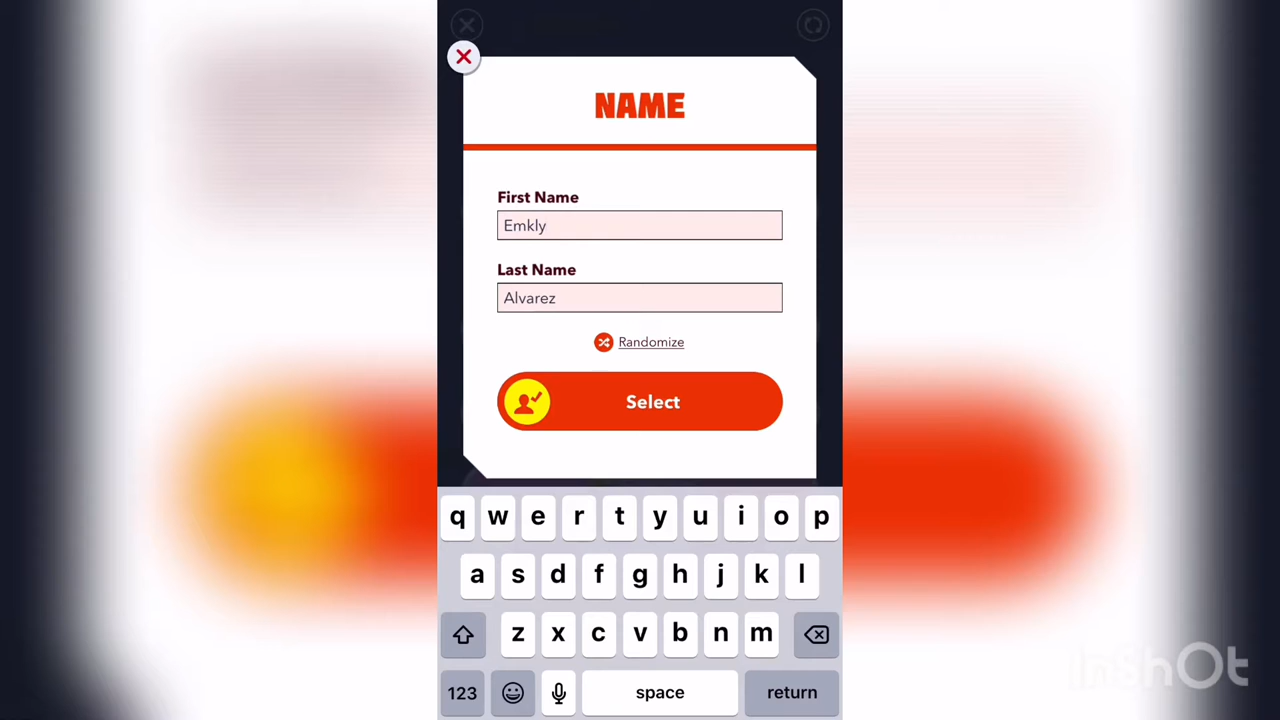 NAME
First Name
Emkly
Last Name
Alvarez
Randomize
Select
q w e r t y u i o p
a s d f g h j k l
z x c v b n m
123 space return
InShOt